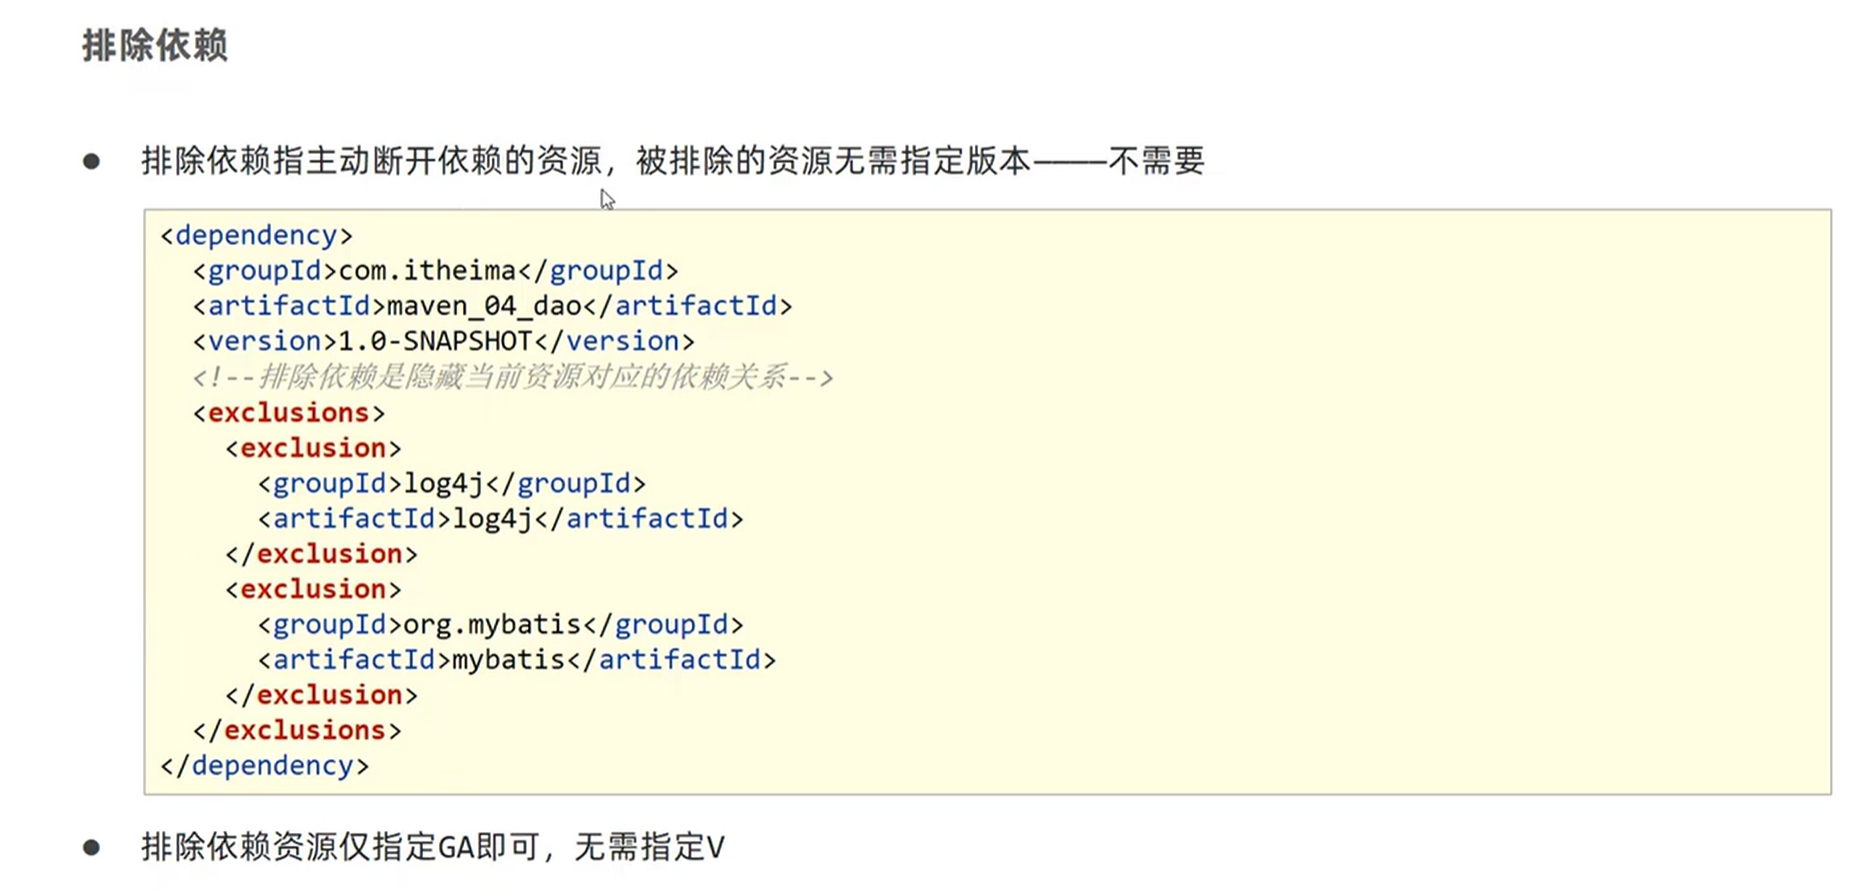 排除依赖
● 排除依赖指主动断开依赖的资源，被排除的资源无需指定版本————不需要
<dependency>
  <groupId>com.itheima</groupId>
  <artifactId>maven_04_dao</artifactId>
  <version>1.0-SNAPSHOT</version>
  <!--排除依赖是隐藏当前资源对应的依赖关系-->
  <exclusions>
    <exclusion>
      <groupId>log4j</groupId>
      <artifactId>log4j</artifactId>
    </exclusion>
    <exclusion>
      <groupId>org.mybatis</groupId>
      <artifactId>mybatis</artifactId>
    </exclusion>
  </exclusions>
</dependency>
● 排除依赖资源仅指定GA即可，无需指定V